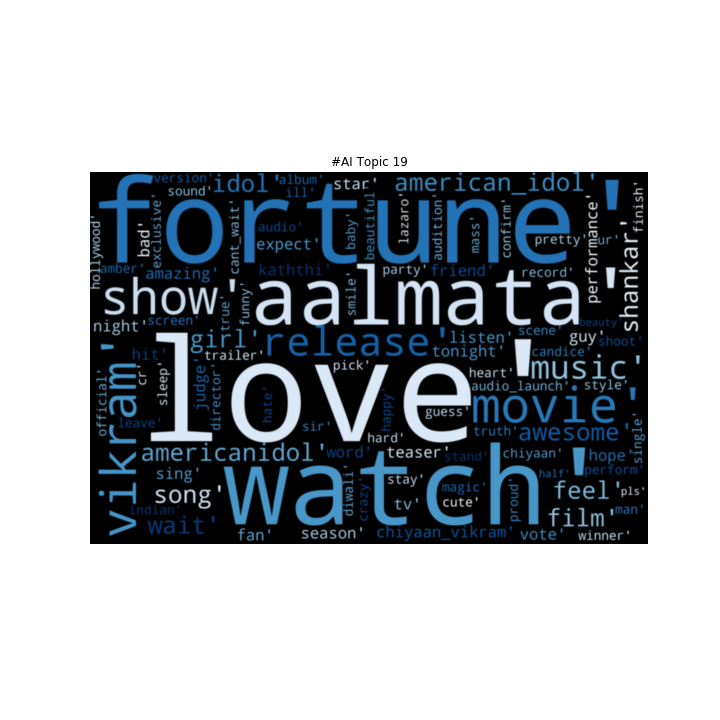 #AI Topic 19
fortune'
version'
sound'
idol'
album'
ill'
star'
american_idol'
hollywood'
bad'
exclusive'
cant_wait'
audio'
expect'
baby'
beautiful'
lazaro'
audition'
mass'
confirm'
pretty'
ur'
performance'
shankar'
finish'
amber'
amazing'
kaththi'
party'
friend'
record'
show'
aalmata'
true'
funny'
smile'
night'
screen'
girl'
release'
listen'
scene'
guy'
beauty'
shoot'
tonight'
candice'
hit'
trailer'
love'
pick'
heart'
music'
audio_launch'
style'
vikram'
official'
cr'
sleep'
judge'
director'
hate'
happy'
guess'
movie'
leave'
sir'
hard'
truth'
awesome'
single'
americanidol'
word'
teaser'
stand'
chiyaan'
hope'
sing'
watch'
diwali'
crazy'
stay'
magic'
proud'
half'
perform'
feel'
pls'
song'
tv'
cute'
indian'
wait'
film'
man'
fan'
season'
chiyaan_vikram'
vote'
winner'